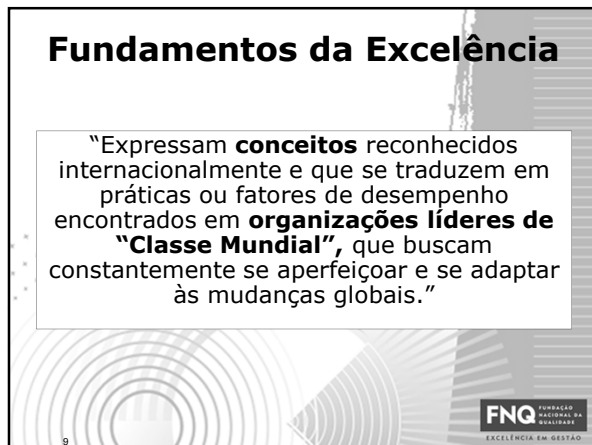 Fundamentos da Excelência
“Expressam conceitos reconhecidos
internacionalmente e que se traduzem em
práticas ou fatores de desempenho
encontrados em organizações líderes de
“Classe Mundial”, que buscam
constantemente se aperfeiçoar e se adaptar
às mudanças globais.”
9
FNQ FUNDAÇÃO
NACIONAL DA
QUALIDADE
EXCELÊNCIA EM GESTÃO